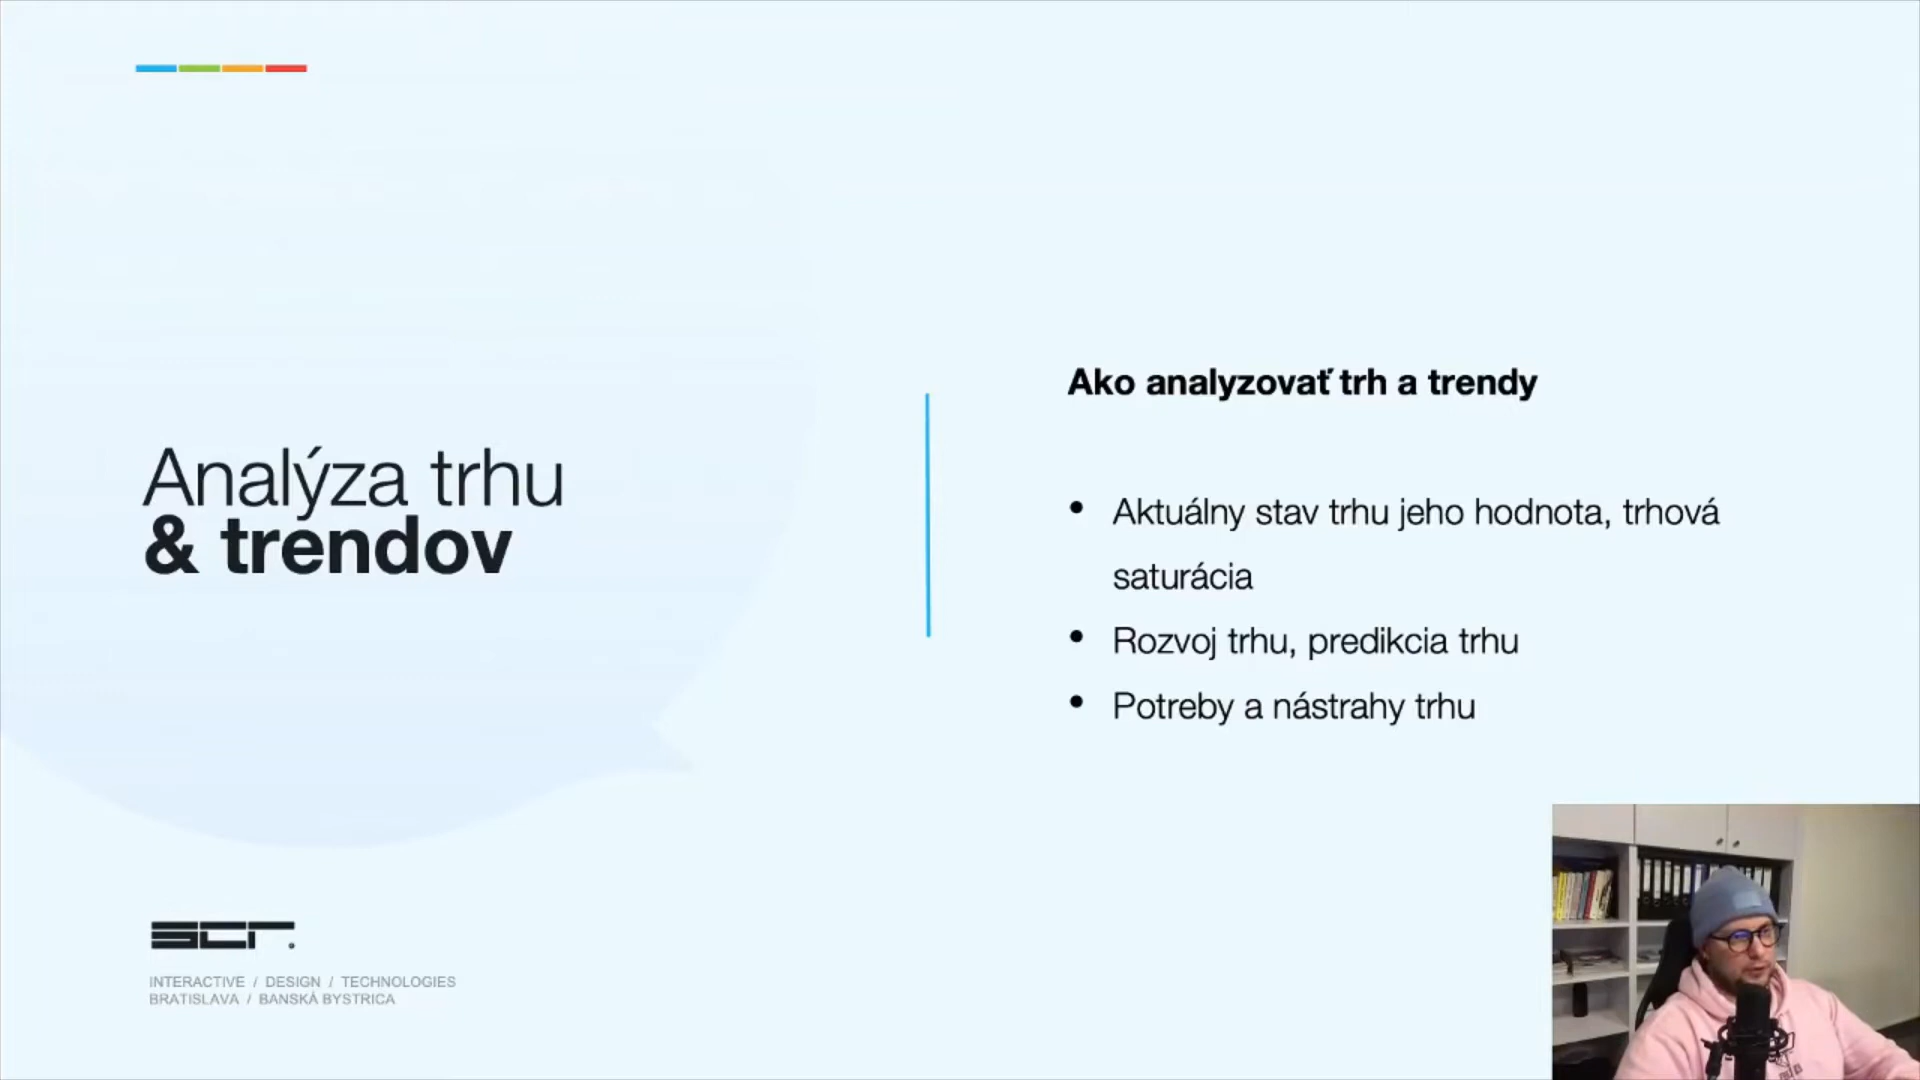 Analýza trhu
& trendov
Ako analyzovať trh a trendy
• Aktuálny stav trhu jeho hodnota, trhová
saturácia
• Rozvoj trhu, predikcia trhu
• Potreby a nástrahy trhu
scr.
INTERACTIVE / DESIGN / TECHNOLOGIES
BRATISLAVA / BANSKÁ BYSTRICA